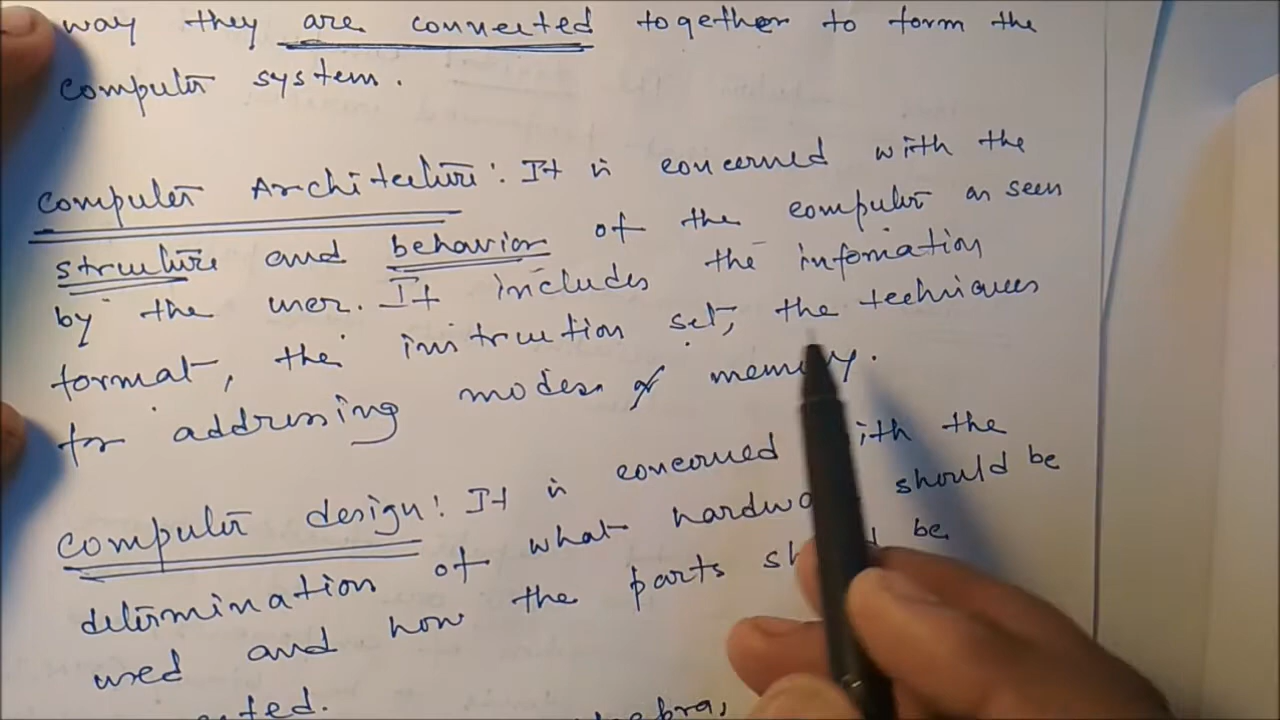 way they are connected together to form the
computer system.
Computer Architecture: It is concerned with the
structure and behavior of the computer as seen
by the user. It includes the information
format, the instruction set, the techniques
for addressing modes of memory.
Computer design: It is concerned with the
determination of what hardware should be
used and how the parts should be